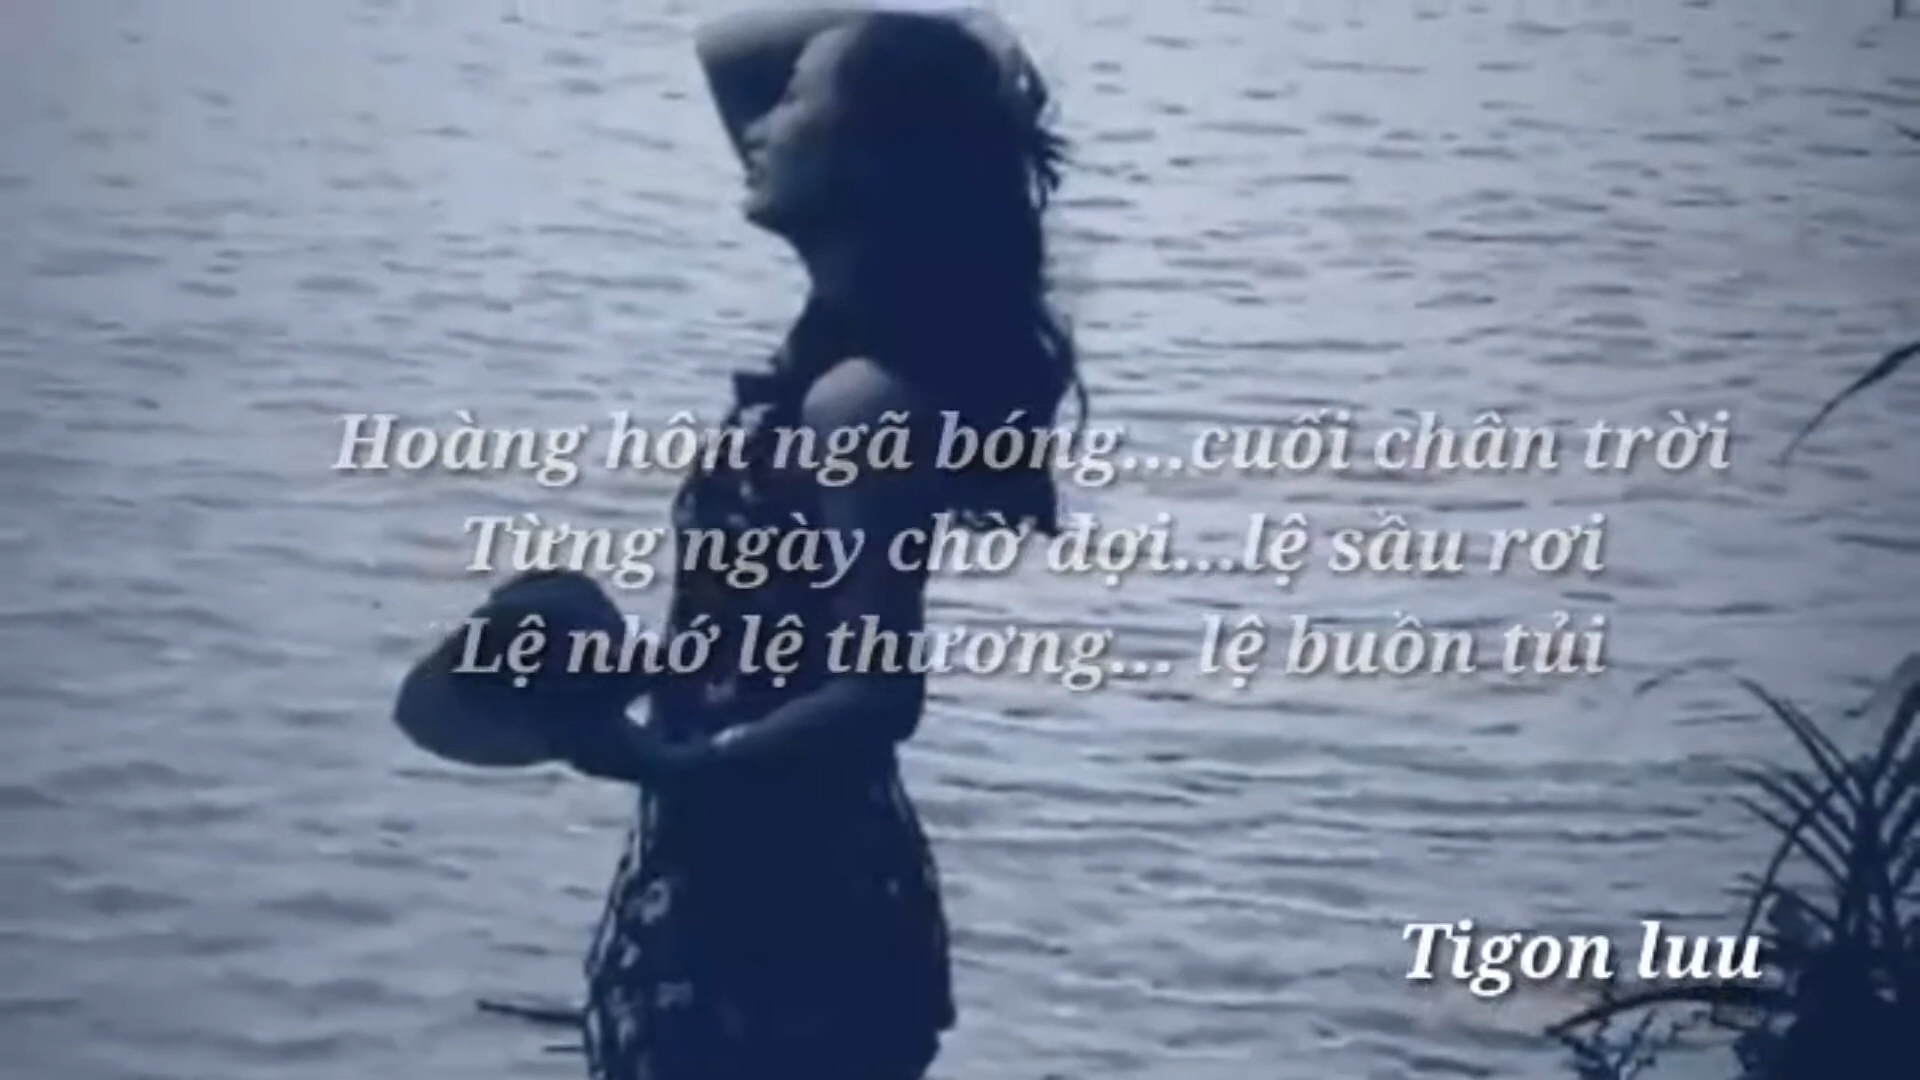 Hoàng hôn ngã bóng...cuối chân trời
Từng ngày chờ đợi...lệ sầu rơi
Lệ nhớ lệ thương... lệ buồn tủi
Tigon luu